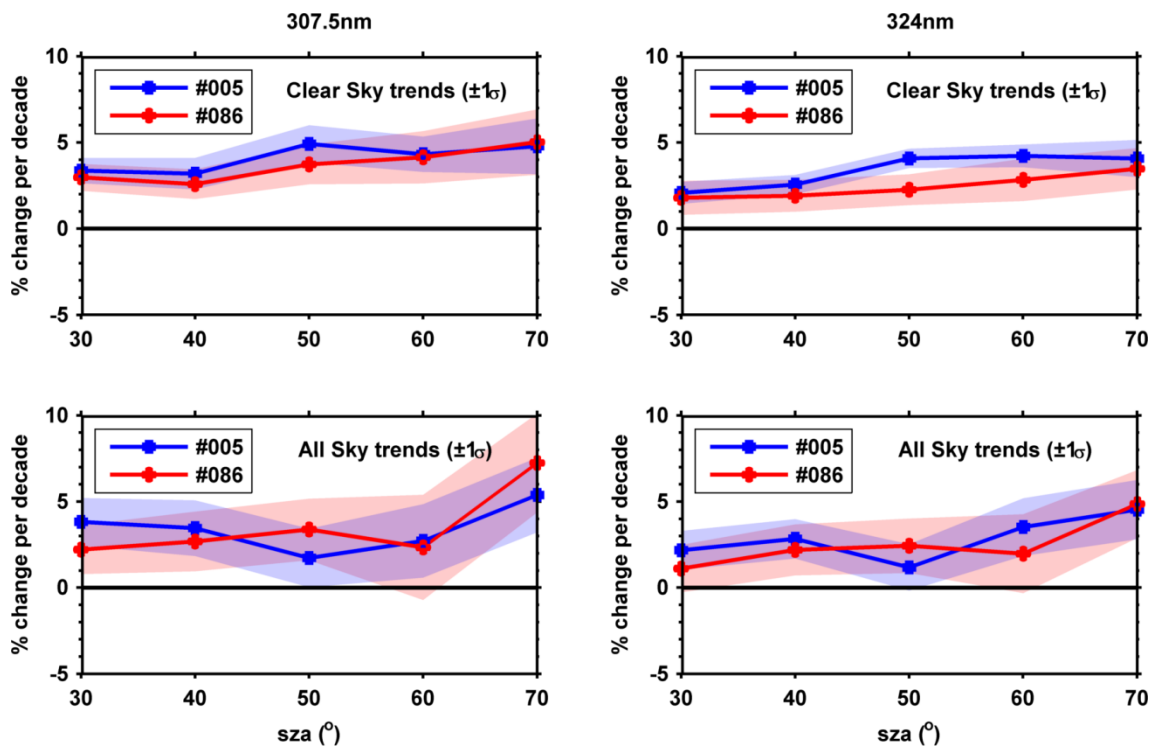 307.5nm
324nm
% change per decade
10
5
0
-5
#005
#086
Clear Sky trends (±1σ)
30 40 50 60 70
% change per decade
10
5
0
-5
#005
#086
Clear Sky trends (±1σ)
30 40 50 60 70
% change per decade
10
5
0
-5
#005
#086
All Sky trends (±1σ)
30 40 50 60 70
sza (°)
% change per decade
10
5
0
-5
#005
#086
All Sky trends (±1σ)
30 40 50 60 70
sza (°)